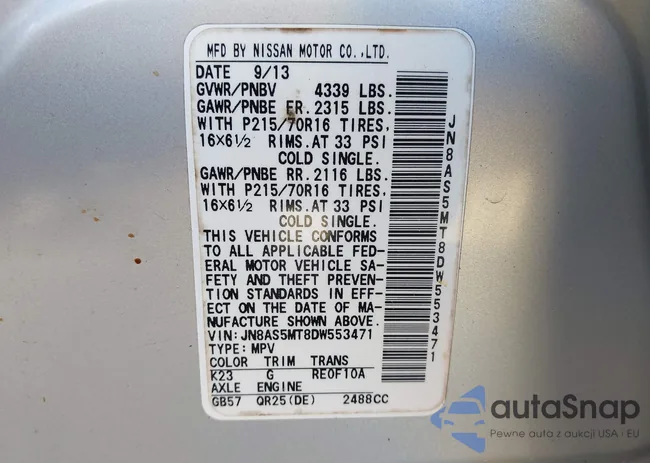 MFD BY NISSAN MOTOR CO.,LTD.
DATE 9/13
GVWR/PNBV 4339 LBS.
GAWR/PNBE FR.2315 LBS.
WITH P215/70R16 TIRES,
16X6½ RIMS.AT 33 PSI
COLD SINGLE.
GAWR/PNBE RR.2116 LBS.
WITH P215/70R16 TIRES,
16X6½ RIMS.AT 33 PSI
COLD SINGLE.
THIS VEHICLE CONFORMS
TO ALL APPLICABLE FED-
ERAL MOTOR VEHICLE SA-
FETY AND THEFT PREVEN-
TION STANDARDS IN EFF-
ECT ON THE DATE OF MA-
NUFACTURE SHOWN ABOVE.
VIN:JN8AS5MT8DW553471
TYPE:MPV
COLOR TRIM TRANS
K23 G RE0F10A
AXLE ENGINE
GB57 QR25(DE) 2488CC
JN8AS5MT8DW553471
autaSnap
Pewne auta z aukcji USA i EU